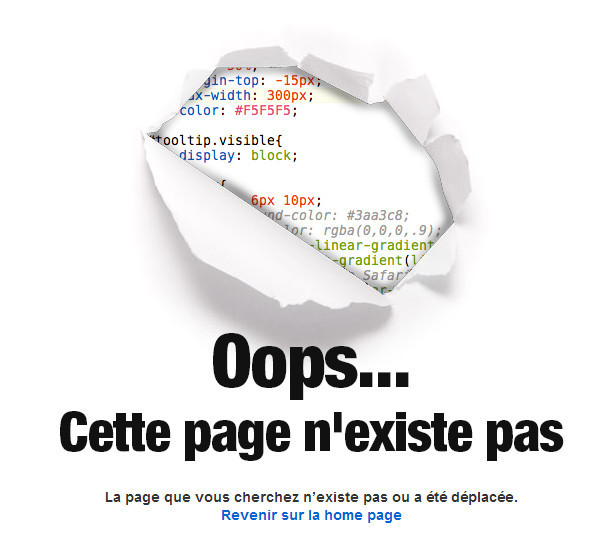 gin-top: -15px;
ax-width: 300px;
color: #F5F5F5;
tooltip.visible{
display: block;
{
6px 10px;
nd-color: #3aa3c8;
lor: rgba(0,0,0,.9);
-linear-gradient
-gradient(l
Safar
Oops...
Cette page n'existe pas
La page que vous cherchez n’existe pas ou a été déplacée.
Revenir sur la home page